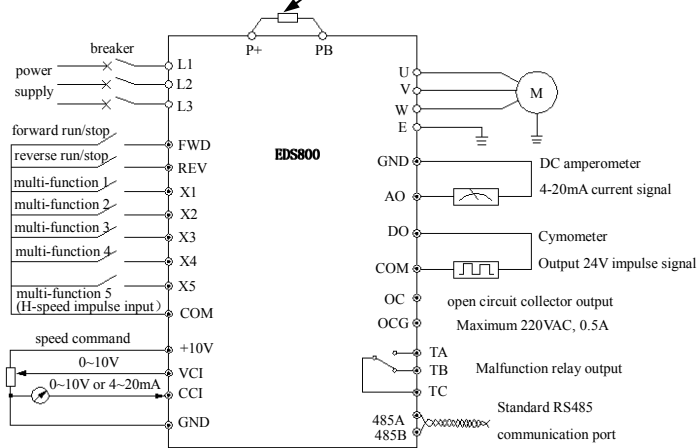 P+ PB
breaker
power
supply
L1
L2
L3
forward run/stop
FWD
reverse run/stop
REV
multi-function 1
X1
multi-function 2
X2
multi-function 3
X3
multi-function 4
X4
X5
multi-function 5
(H-speed impulse input)
COM
speed command
+10V
0~10V
VCI
0~10V or 4~20mA
CCI
GND
EDS800
U
V
W
E
M
GND
DC amperometer
AO
4-20mA current signal
DO
Cymometer
COM
Output 24V impulse signal
OC
open circuit collector output
OCG
Maximum 220VAC, 0.5A
TA
TB
Malfunction relay output
TC
485A
Standard RS485
485B
communication port